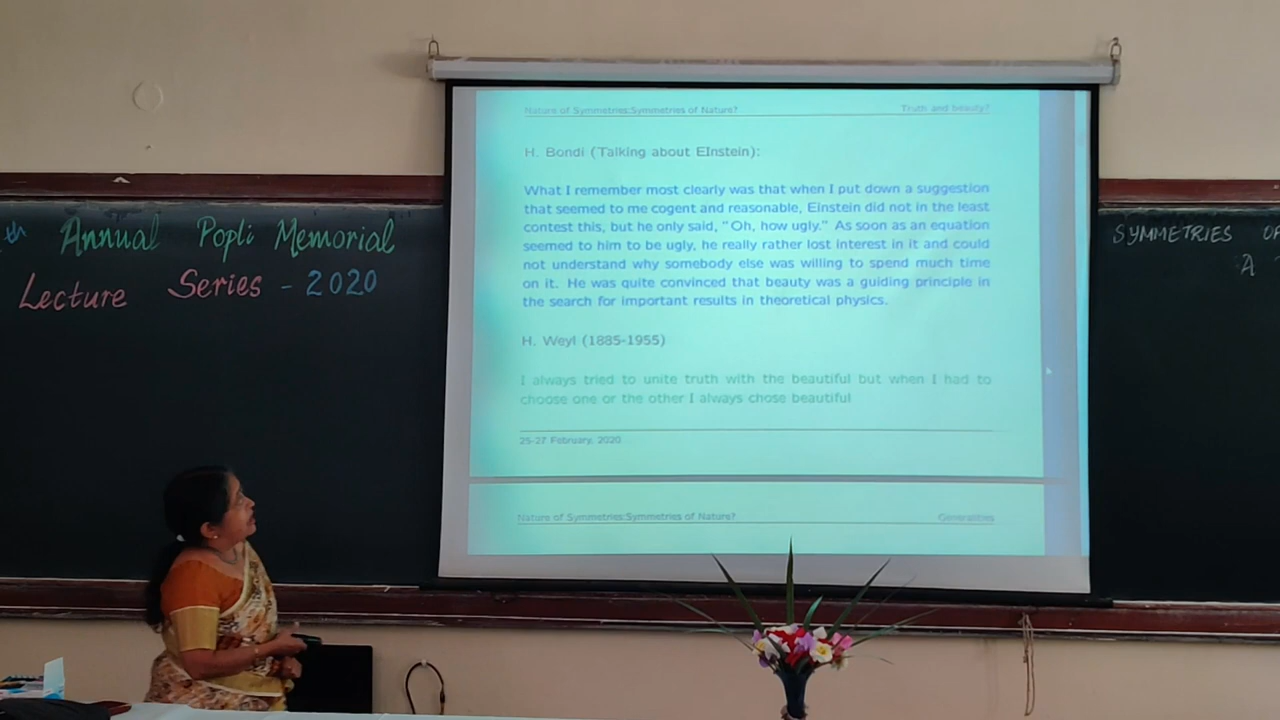 th Annual Popli Memorial
Lecture Series - 2020
Nature of Symmetries:Symmetries of Nature? Truth and beauty?
H. Bondi (Talking about EInstein):
What I remember most clearly was that when I put down a suggestion
that seemed to me cogent and reasonable, Einstein did not in the least
contest this, but he only said, "Oh, how ugly." As soon as an equation
seemed to him to be ugly, he really rather lost interest in it and could
not understand why somebody else was willing to spend much time
on it. He was quite convinced that beauty was a guiding principle in
the search for important results in theoretical physics.
H. Weyl (1885-1955)
I always tried to unite truth with the beautiful but when I had to
choose one or the other I always chose beautiful
25-27 February, 2020
Nature of Symmetries:Symmetries of Nature? Generalities
SYMMETRIES OF
A